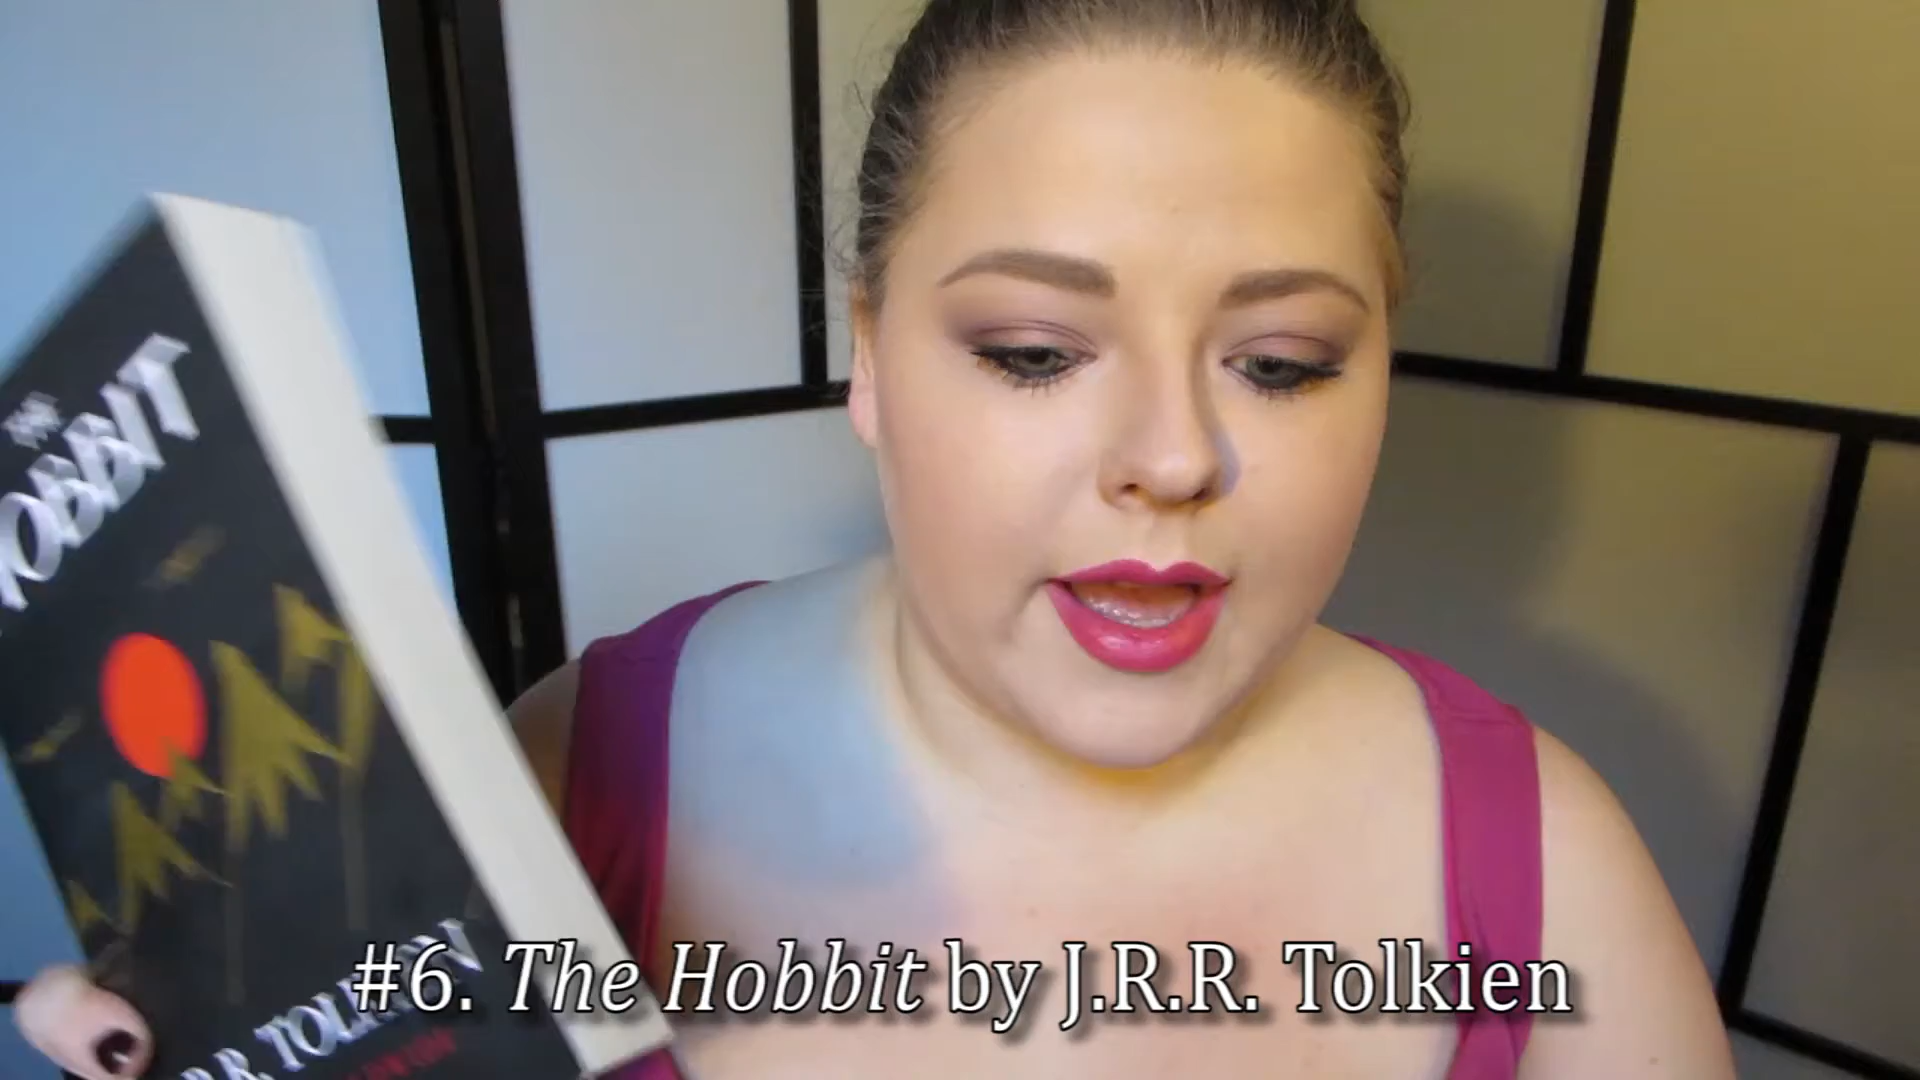 THE
HOBBIT
J.R.R. TOLKIEN
#6. The Hobbit by J.R.R. Tolkien